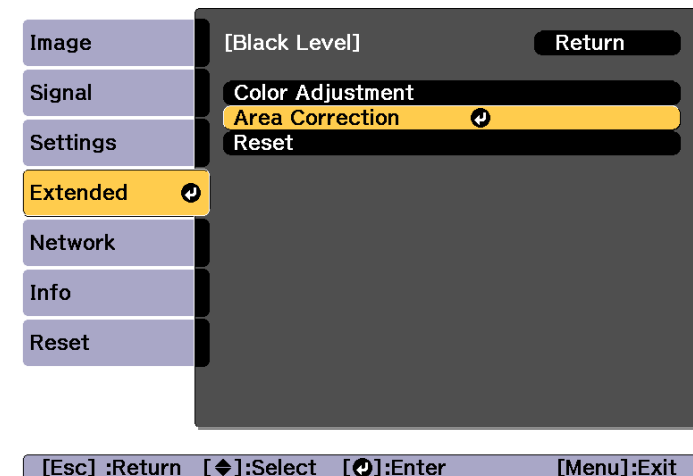 Image
Signal
Settings
Extended
Network
Info
Reset
[Black Level]
Return
Color Adjustment
Area Correction
Reset
[Esc] :Return [◆]:Select [↵]:Enter [Menu]:Exit